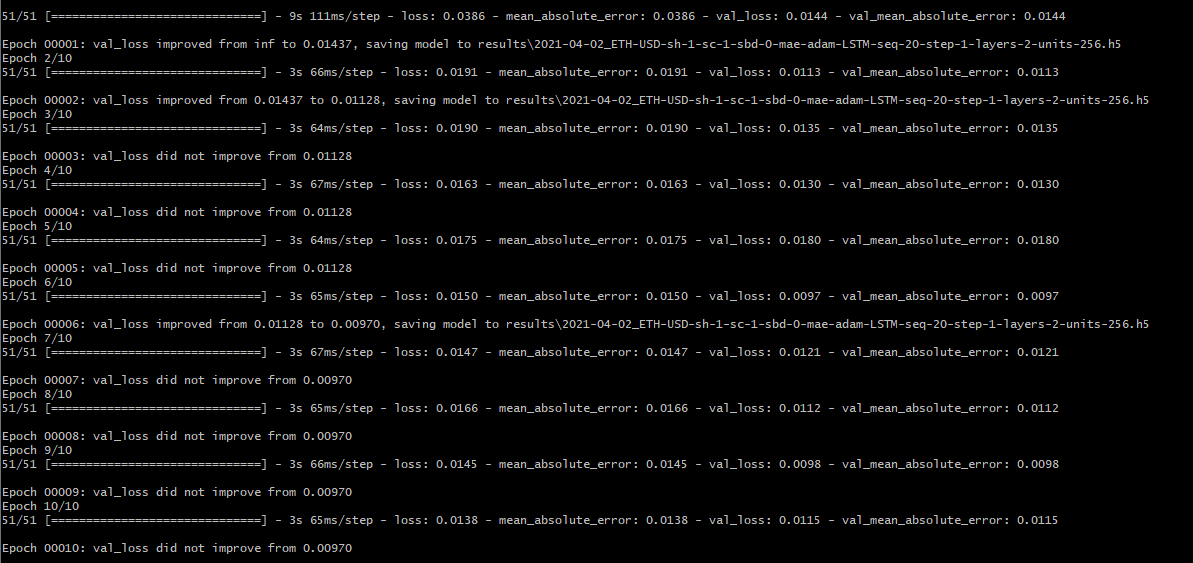 51/51 [==============================] - 9s 111ms/step - loss: 0.0386 - mean_absolute_error: 0.0386 - val_loss: 0.0144 - val_mean_absolute_error: 0.0144
Epoch 00001: val_loss improved from inf to 0.01437, saving model to results\2021-04-02_ETH-USD-sh-1-sc-1-sbd-0-mae-adam-LSTM-seq-20-step-1-layers-2-units-256.h5
Epoch 2/10
51/51 [==============================] - 3s 66ms/step - loss: 0.0191 - mean_absolute_error: 0.0191 - val_loss: 0.0113 - val_mean_absolute_error: 0.0113
Epoch 00002: val_loss improved from 0.01437 to 0.01128, saving model to results\2021-04-02_ETH-USD-sh-1-sc-1-sbd-0-mae-adam-LSTM-seq-20-step-1-layers-2-units-256.h5
Epoch 3/10
51/51 [==============================] - 3s 64ms/step - loss: 0.0190 - mean_absolute_error: 0.0190 - val_loss: 0.0135 - val_mean_absolute_error: 0.0135
Epoch 00003: val_loss did not improve from 0.01128
Epoch 4/10
51/51 [==============================] - 3s 67ms/step - loss: 0.0163 - mean_absolute_error: 0.0163 - val_loss: 0.0130 - val_mean_absolute_error: 0.0130
Epoch 00004: val_loss did not improve from 0.01128
Epoch 5/10
51/51 [==============================] - 3s 64ms/step - loss: 0.0175 - mean_absolute_error: 0.0175 - val_loss: 0.0180 - val_mean_absolute_error: 0.0180
Epoch 00005: val_loss did not improve from 0.01128
Epoch 6/10
51/51 [==============================] - 3s 65ms/step - loss: 0.0150 - mean_absolute_error: 0.0150 - val_loss: 0.0097 - val_mean_absolute_error: 0.0097
Epoch 00006: val_loss improved from 0.01128 to 0.00970, saving model to results\2021-04-02_ETH-USD-sh-1-sc-1-sbd-0-mae-adam-LSTM-seq-20-step-1-layers-2-units-256.h5
Epoch 7/10
51/51 [==============================] - 3s 67ms/step - loss: 0.0147 - mean_absolute_error: 0.0147 - val_loss: 0.0121 - val_mean_absolute_error: 0.0121
Epoch 00007: val_loss did not improve from 0.00970
Epoch 8/10
51/51 [==============================] - 3s 65ms/step - loss: 0.0166 - mean_absolute_error: 0.0166 - val_loss: 0.0112 - val_mean_absolute_error: 0.0112
Epoch 00008: val_loss did not improve from 0.00970
Epoch 9/10
51/51 [==============================] - 3s 66ms/step - loss: 0.0145 - mean_absolute_error: 0.0145 - val_loss: 0.0098 - val_mean_absolute_error: 0.0098
Epoch 00009: val_loss did not improve from 0.00970
Epoch 10/10
51/51 [==============================] - 3s 65ms/step - loss: 0.0138 - mean_absolute_error: 0.0138 - val_loss: 0.0115 - val_mean_absolute_error: 0.0115
Epoch 00010: val_loss did not improve from 0.00970